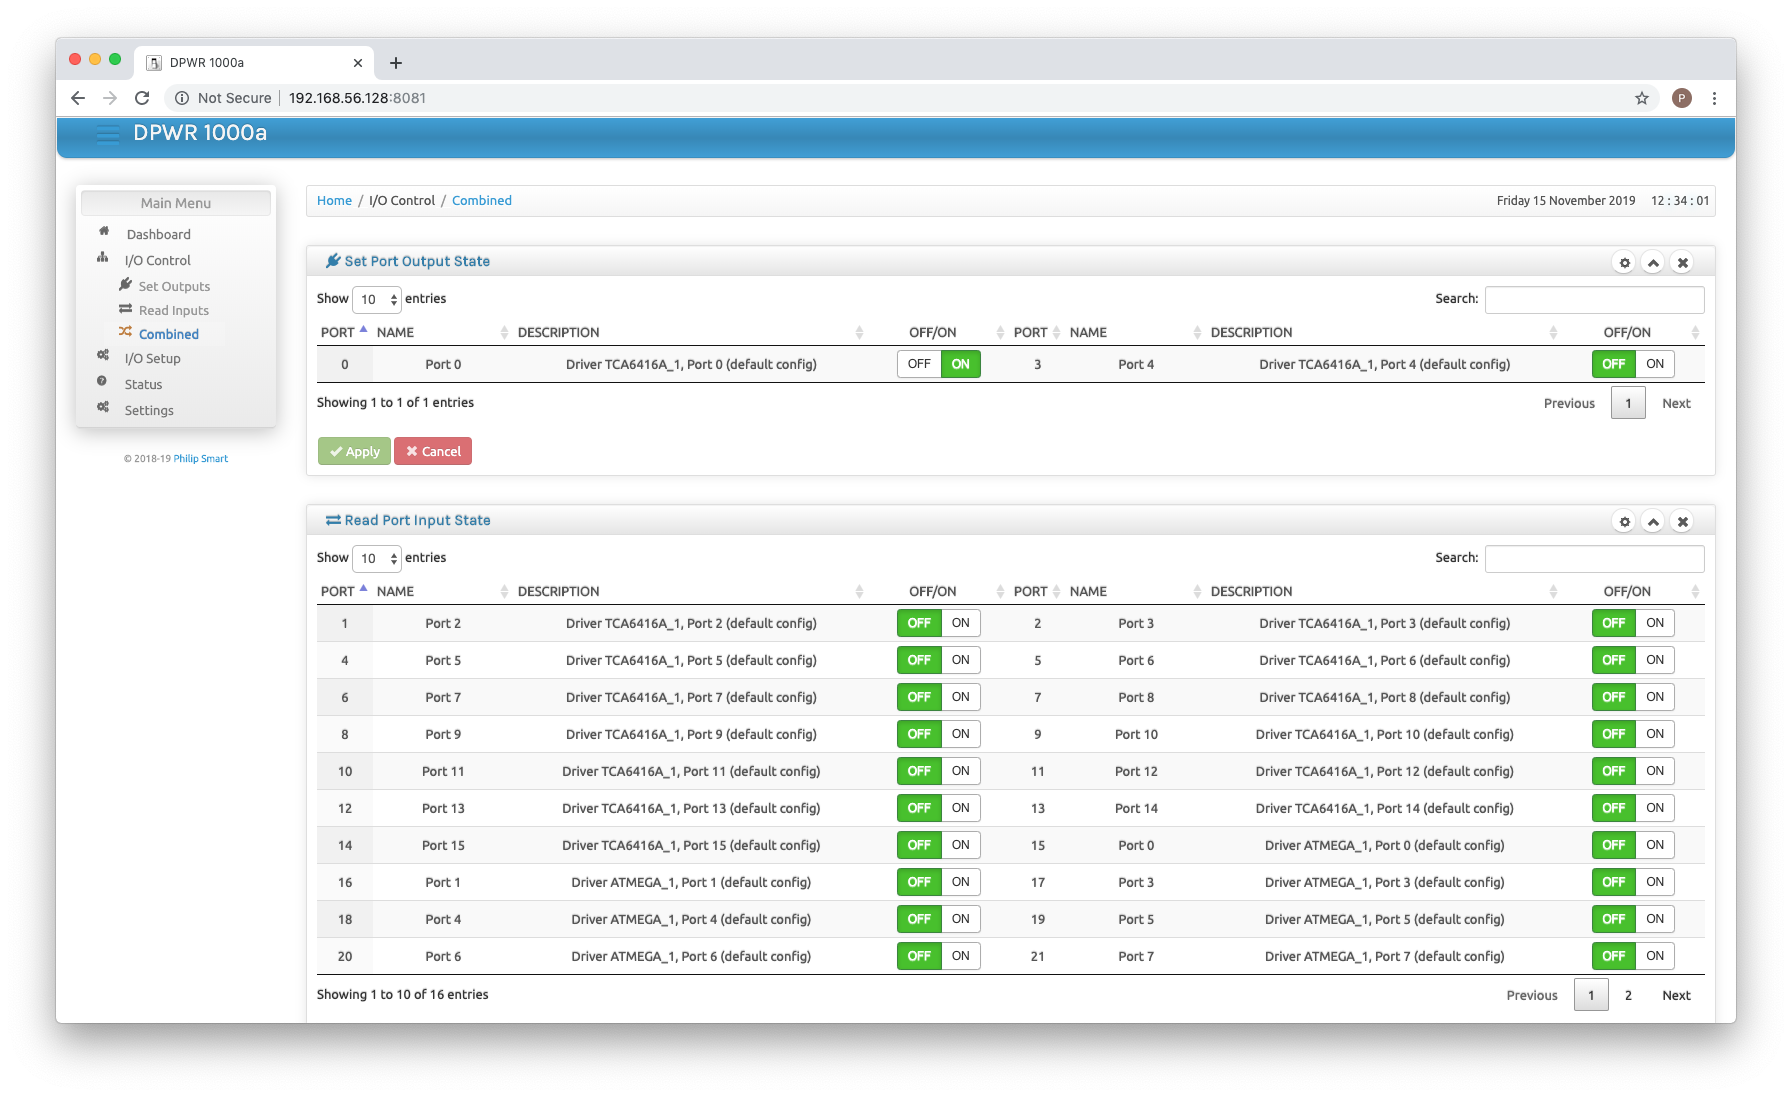 DPWR 1000a
Not Secure 192.168.56.128:8081 P
DPWR 1000a
Main Menu
Dashboard
I/O Control
Set Outputs
Read Inputs
Combined
I/O Setup
Status
Settings
© 2018-19 Philip Smart
Home / I/O Control / Combined Friday 15 November 2019 12 : 34 : 01
Set Port Output State
Show 10 entries Search:
PORT NAME DESCRIPTION OFF/ON PORT NAME DESCRIPTION OFF/ON
0 Port 0 Driver TCA6416A_1, Port 0 (default config) OFF ON 3 Port 4 Driver TCA6416A_1, Port 4 (default config) OFF ON
Showing 1 to 1 of 1 entries Previous 1 Next
Apply Cancel
Read Port Input State
Show 10 entries Search:
PORT NAME DESCRIPTION OFF/ON PORT NAME DESCRIPTION OFF/ON
1 Port 2 Driver TCA6416A_1, Port 2 (default config) OFF ON 2 Port 3 Driver TCA6416A_1, Port 3 (default config) OFF ON
4 Port 5 Driver TCA6416A_1, Port 5 (default config) OFF ON 5 Port 6 Driver TCA6416A_1, Port 6 (default config) OFF ON
6 Port 7 Driver TCA6416A_1, Port 7 (default config) OFF ON 7 Port 8 Driver TCA6416A_1, Port 8 (default config) OFF ON
8 Port 9 Driver TCA6416A_1, Port 9 (default config) OFF ON 9 Port 10 Driver TCA6416A_1, Port 10 (default config) OFF ON
10 Port 11 Driver TCA6416A_1, Port 11 (default config) OFF ON 11 Port 12 Driver TCA6416A_1, Port 12 (default config) OFF ON
12 Port 13 Driver TCA6416A_1, Port 13 (default config) OFF ON 13 Port 14 Driver TCA6416A_1, Port 14 (default config) OFF ON
14 Port 15 Driver TCA6416A_1, Port 15 (default config) OFF ON 15 Port 0 Driver ATMEGA_1, Port 0 (default config) OFF ON
16 Port 1 Driver ATMEGA_1, Port 1 (default config) OFF ON 17 Port 3 Driver ATMEGA_1, Port 3 (default config) OFF ON
18 Port 4 Driver ATMEGA_1, Port 4 (default config) OFF ON 19 Port 5 Driver ATMEGA_1, Port 5 (default config) OFF ON
20 Port 6 Driver ATMEGA_1, Port 6 (default config) OFF ON 21 Port 7 Driver ATMEGA_1, Port 7 (default config) OFF ON
Showing 1 to 10 of 16 entries Previous 1 2 Next